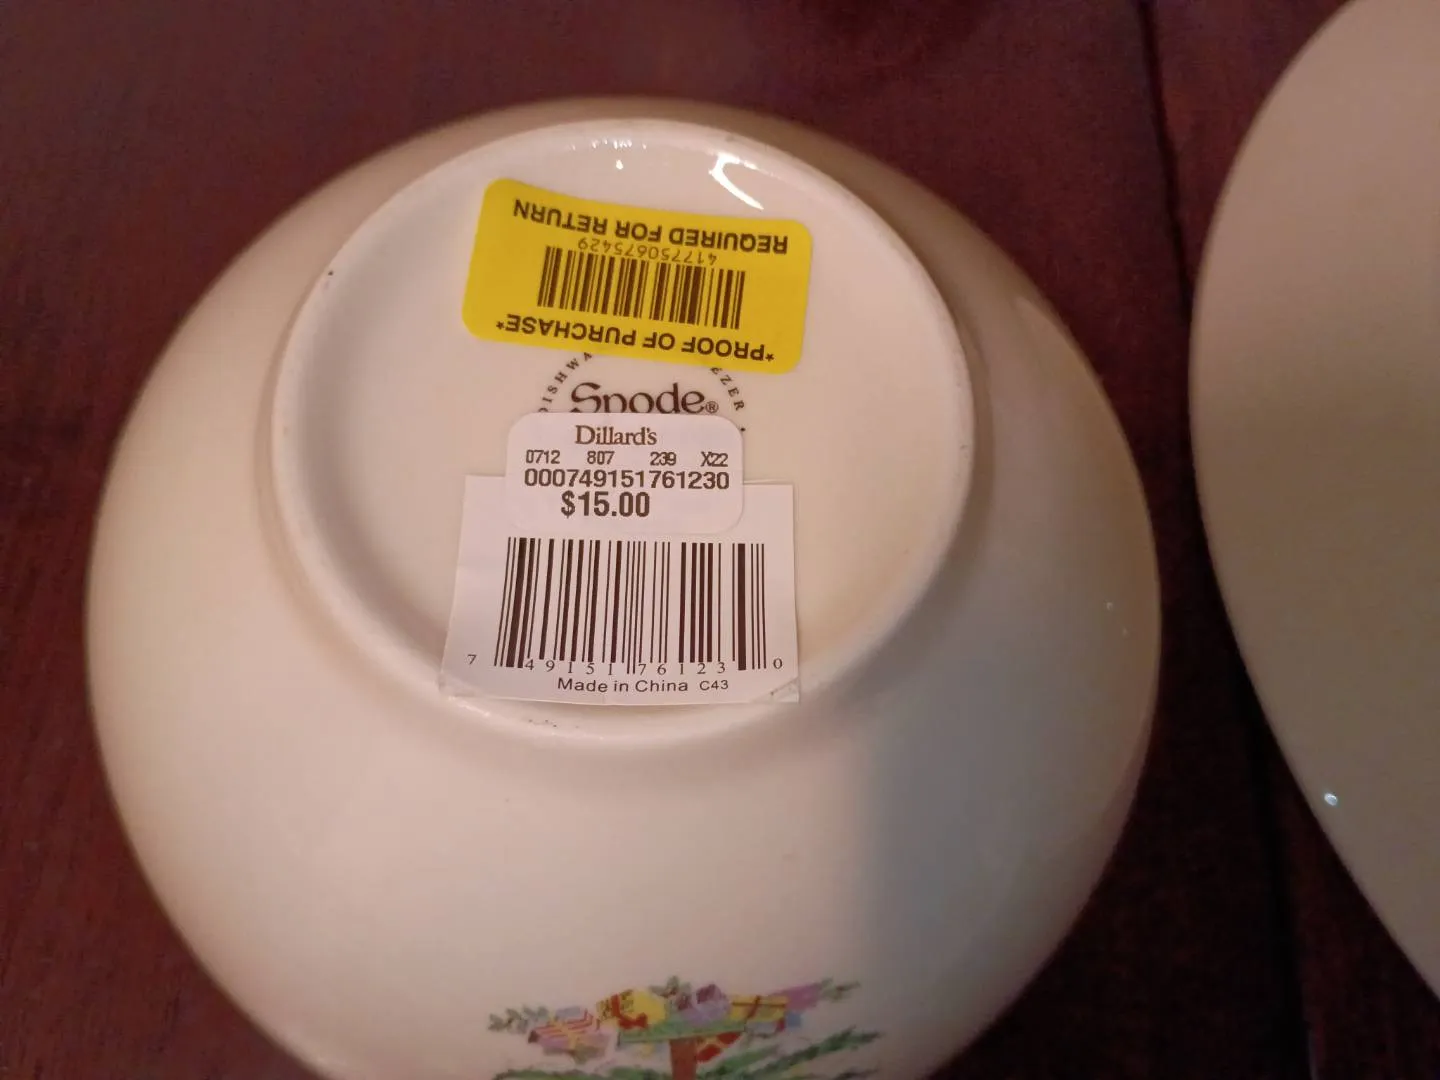 REQUIRED FOR RETURN
417750675429
*PROOF OF PURCHASE*
Spode®
Dillard's
0712 807 239 X22
000749151761230
$15.00
7 49151 76123 0
Made in China C43